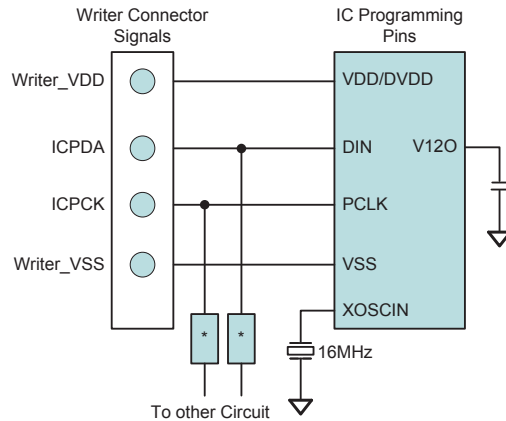 Writer Connector
Signals
IC Programming
Pins
Writer_VDD
VDD/DVDD
ICPDA
DIN
V12O
ICPCK
PCLK
Writer_VSS
VSS
XOSCIN
*
*
16MHz
To other Circuit